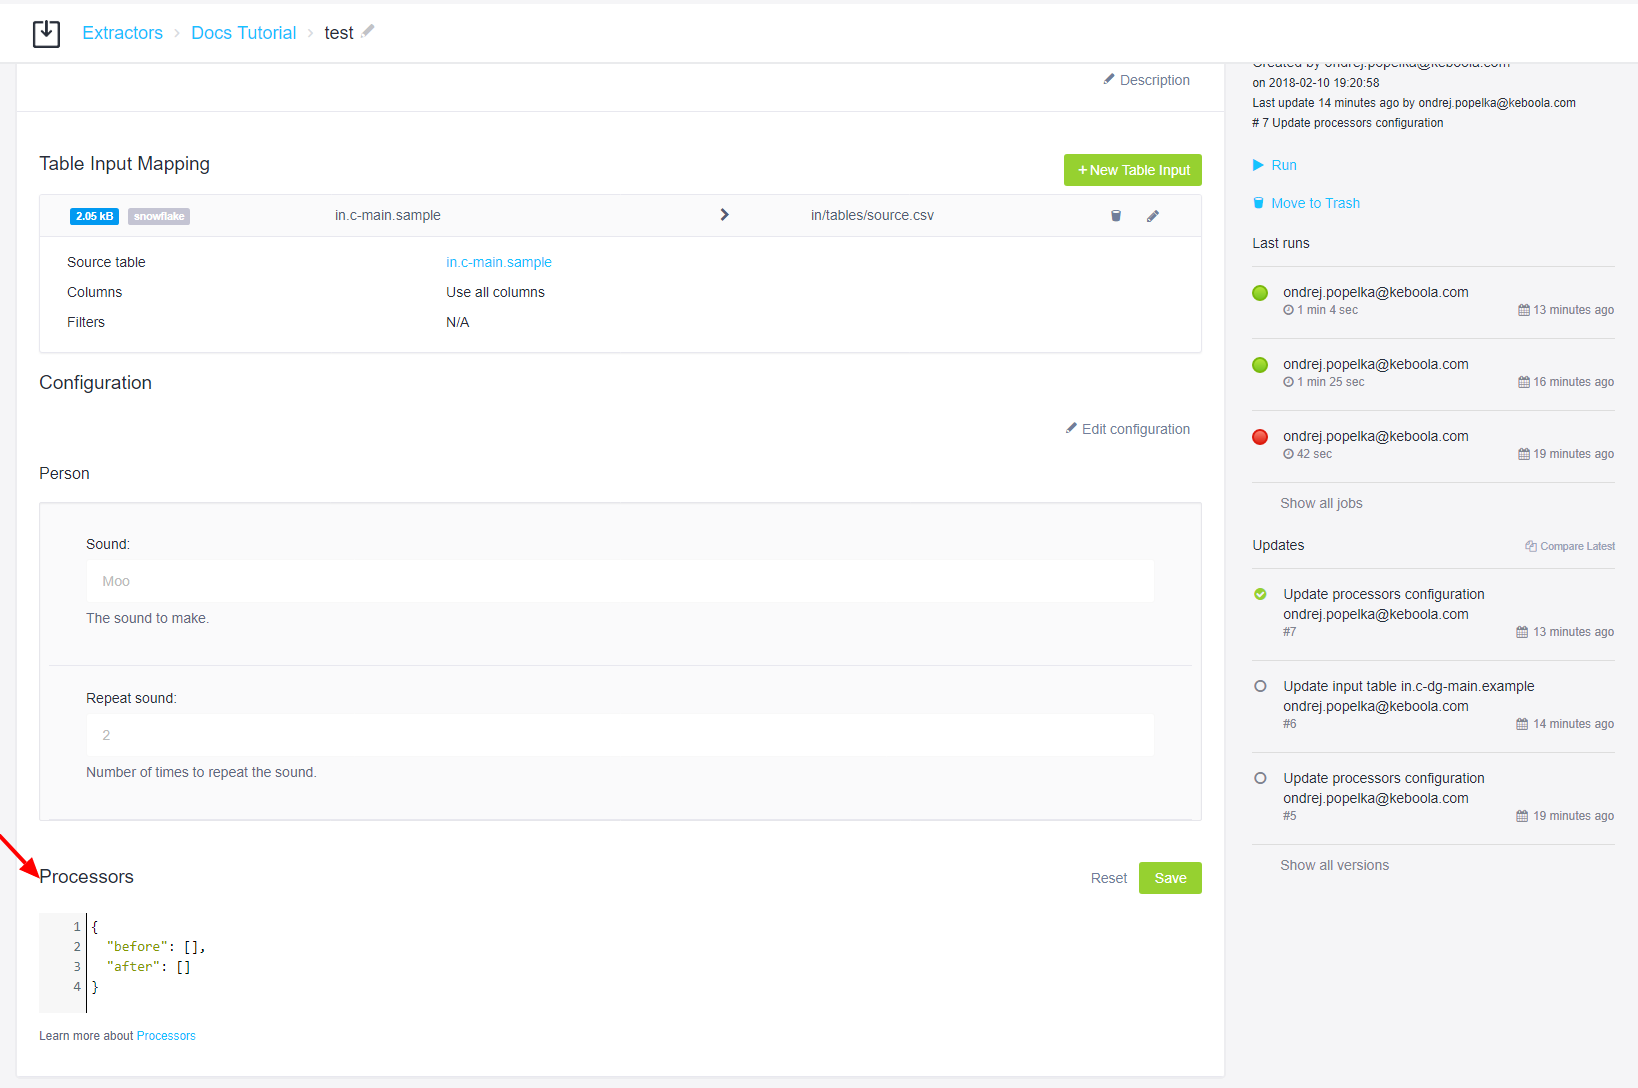 Extractors > Docs Tutorial > test
Description
Table Input Mapping
+ New Table Input
2.05 kB snowflake in.c-main.sample in/tables/source.csv
Source table in.c-main.sample
Columns Use all columns
Filters N/A
Configuration
Edit configuration
Person
Sound:
Moo
The sound to make.
Repeat sound:
2
Number of times to repeat the sound.
Processors
Reset Save
1 {
2 "before": [],
3 "after": []
4 }
Learn more about Processors
Created by ondrej.popelka@keboola.com
on 2018-02-10 19:20:58
Last update 14 minutes ago by ondrej.popelka@keboola.com
# 7 Update processors configuration
Run
Move to Trash
Last runs
ondrej.popelka@keboola.com
1 min 4 sec 13 minutes ago
ondrej.popelka@keboola.com
1 min 25 sec 16 minutes ago
ondrej.popelka@keboola.com
42 sec 19 minutes ago
Show all jobs
Updates Compare Latest
Update processors configuration
ondrej.popelka@keboola.com
#7 13 minutes ago
Update input table in.c-dg-main.example
ondrej.popelka@keboola.com
#6 14 minutes ago
Update processors configuration
ondrej.popelka@keboola.com
#5 19 minutes ago
Show all versions